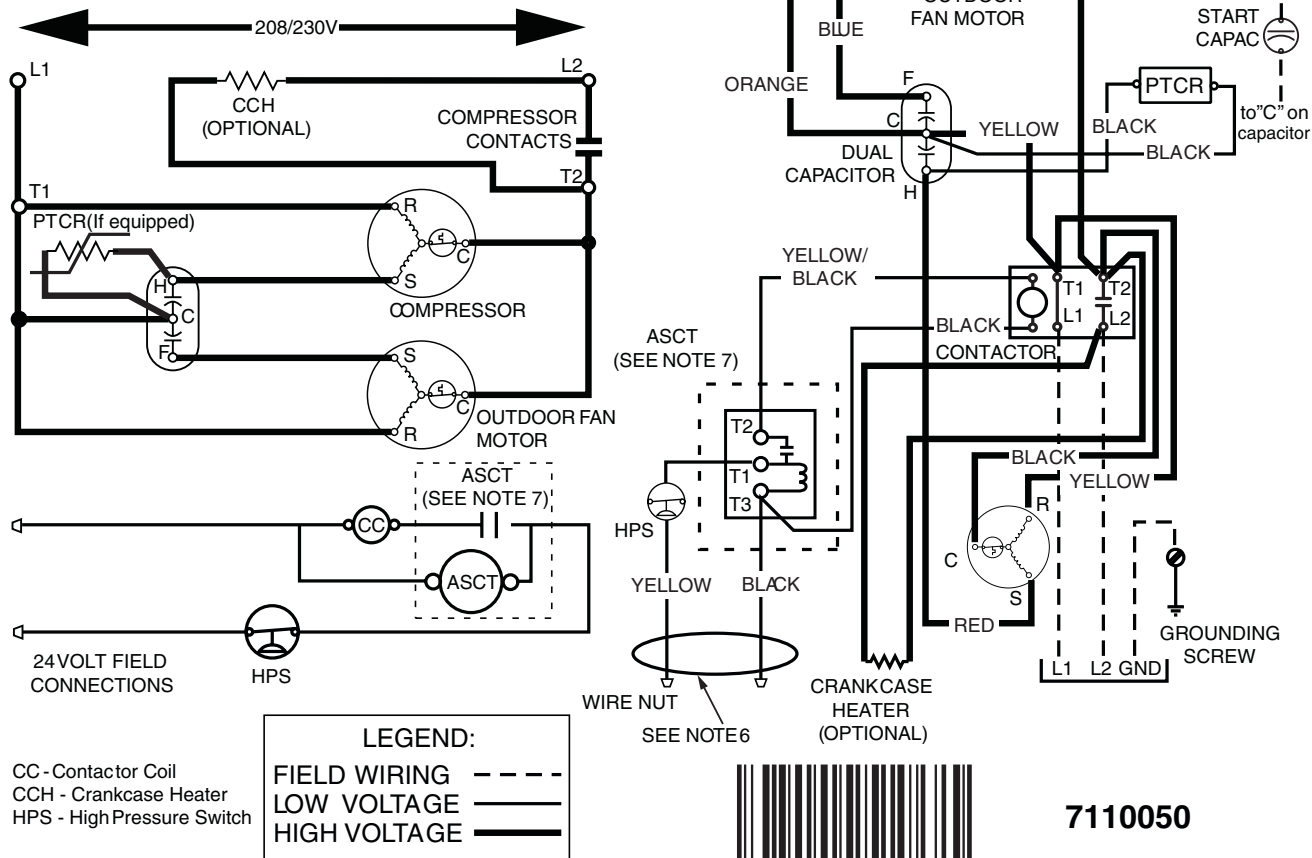 208/230V
L1
L2
CCH
(OPTIONAL)
COMPRESSOR
CONTACTS
T2
T1
PTCR(If equipped)
R
C
S
H
C
F
COMPRESSOR
S
C
R
OUTDOOR FAN
MOTOR
ASCT
(SEE NOTE 7)
CC
ASCT
HPS
24 VOLT FIELD
CONNECTIONS
CC - Contactor Coil
CCH - Crankcase Heater
HPS - High Pressure Switch
LEGEND:
FIELD WIRING
LOW VOLTAGE
HIGH VOLTAGE
FAN MOTOR
BLUE
ORANGE
F
C
H
DUAL
CAPACITOR
YELLOW
START
CAPAC
PTCR
to"C" on
capacitor
BLACK
BLACK
YELLOW/
BLACK
T1
T2
L1
L2
BLACK
CONTACTOR
ASCT
(SEE NOTE 7)
T2
T1
T3
HPS
YELLOW
BLACK
BLACK
YELLOW
R
C
S
RED
GROUNDING
SCREW
L1 L2 GND
WIRE NUT
SEE NOTE 6
CRANKCASE
HEATER
(OPTIONAL)
7110050